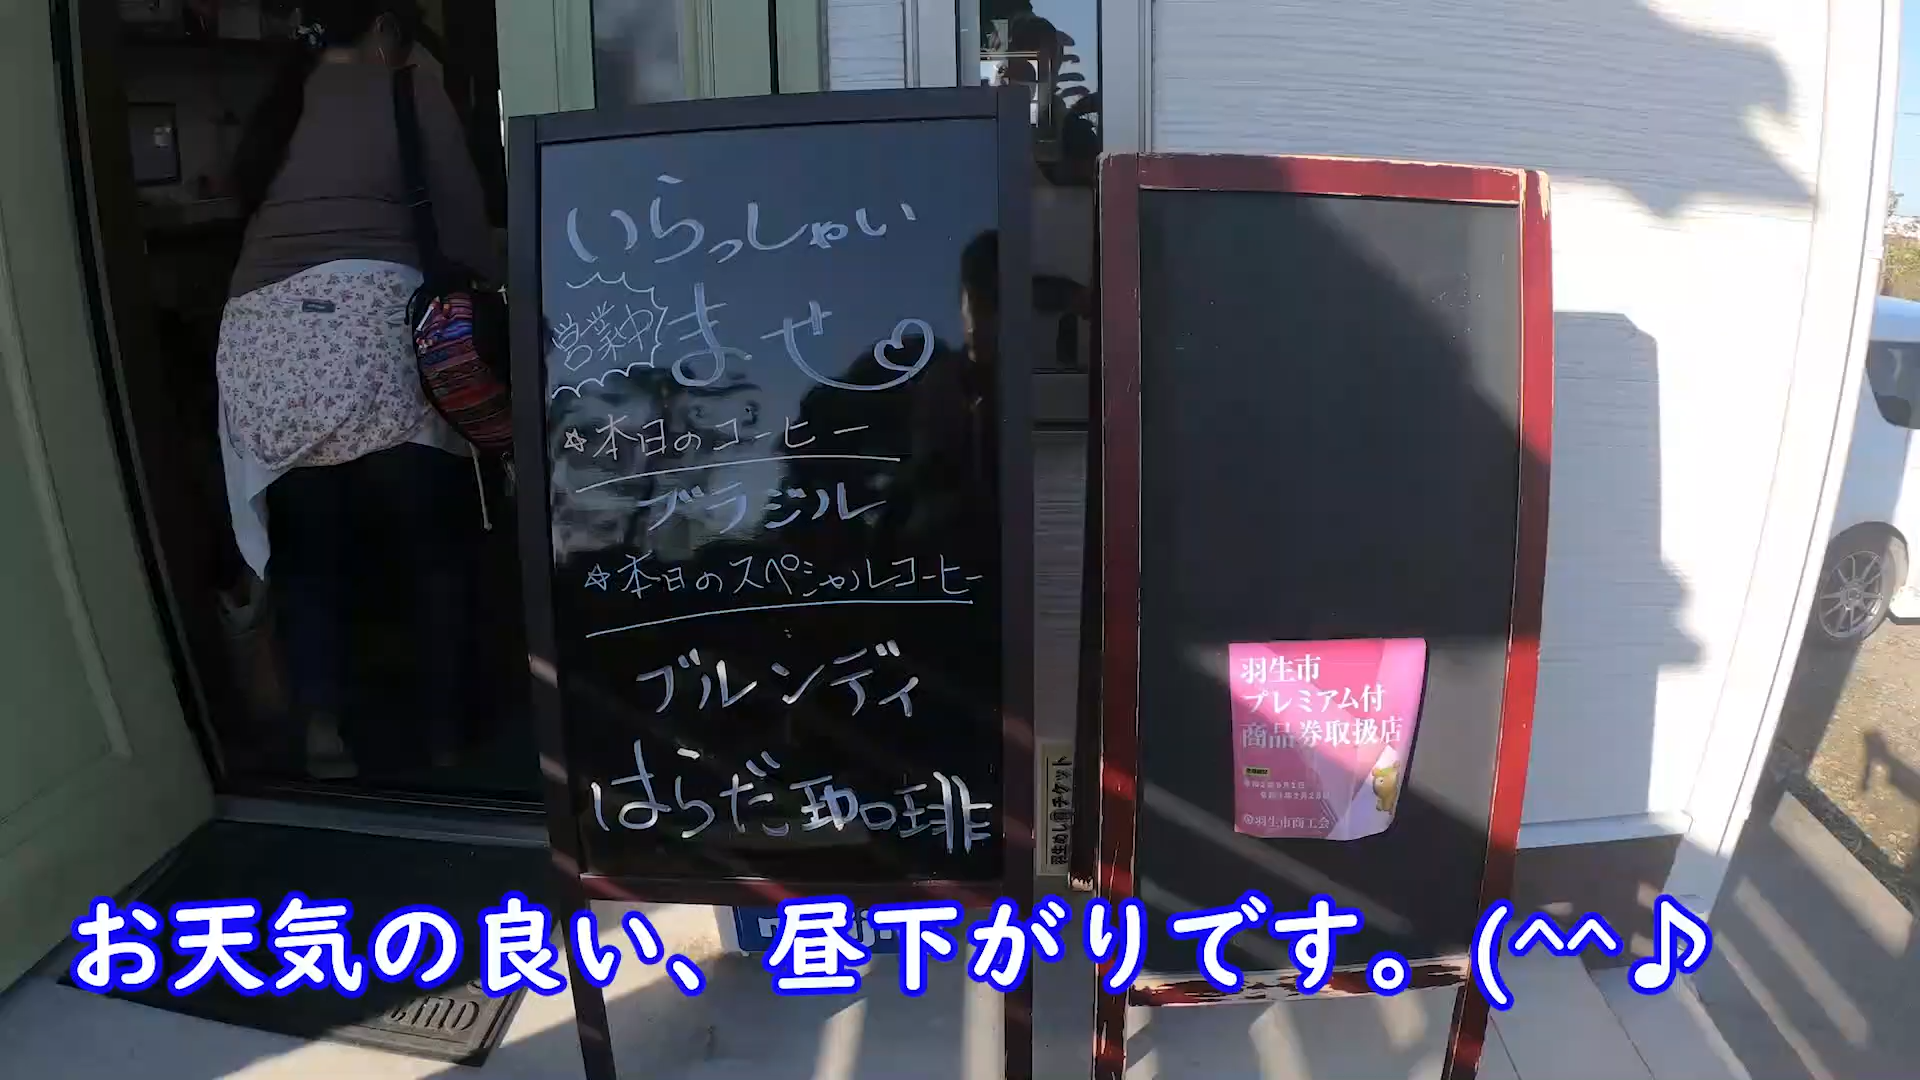 いらっしゃい
営業中
ませ♡
☆本日のコーヒー
ブラジル
☆本日のスペシャルコーヒー
ブルンディ
はらだ珈琲
羽生市
プレミアム付
商品券取扱店
羽生市商工会
お天気の良い、昼下がりです。(^^♪